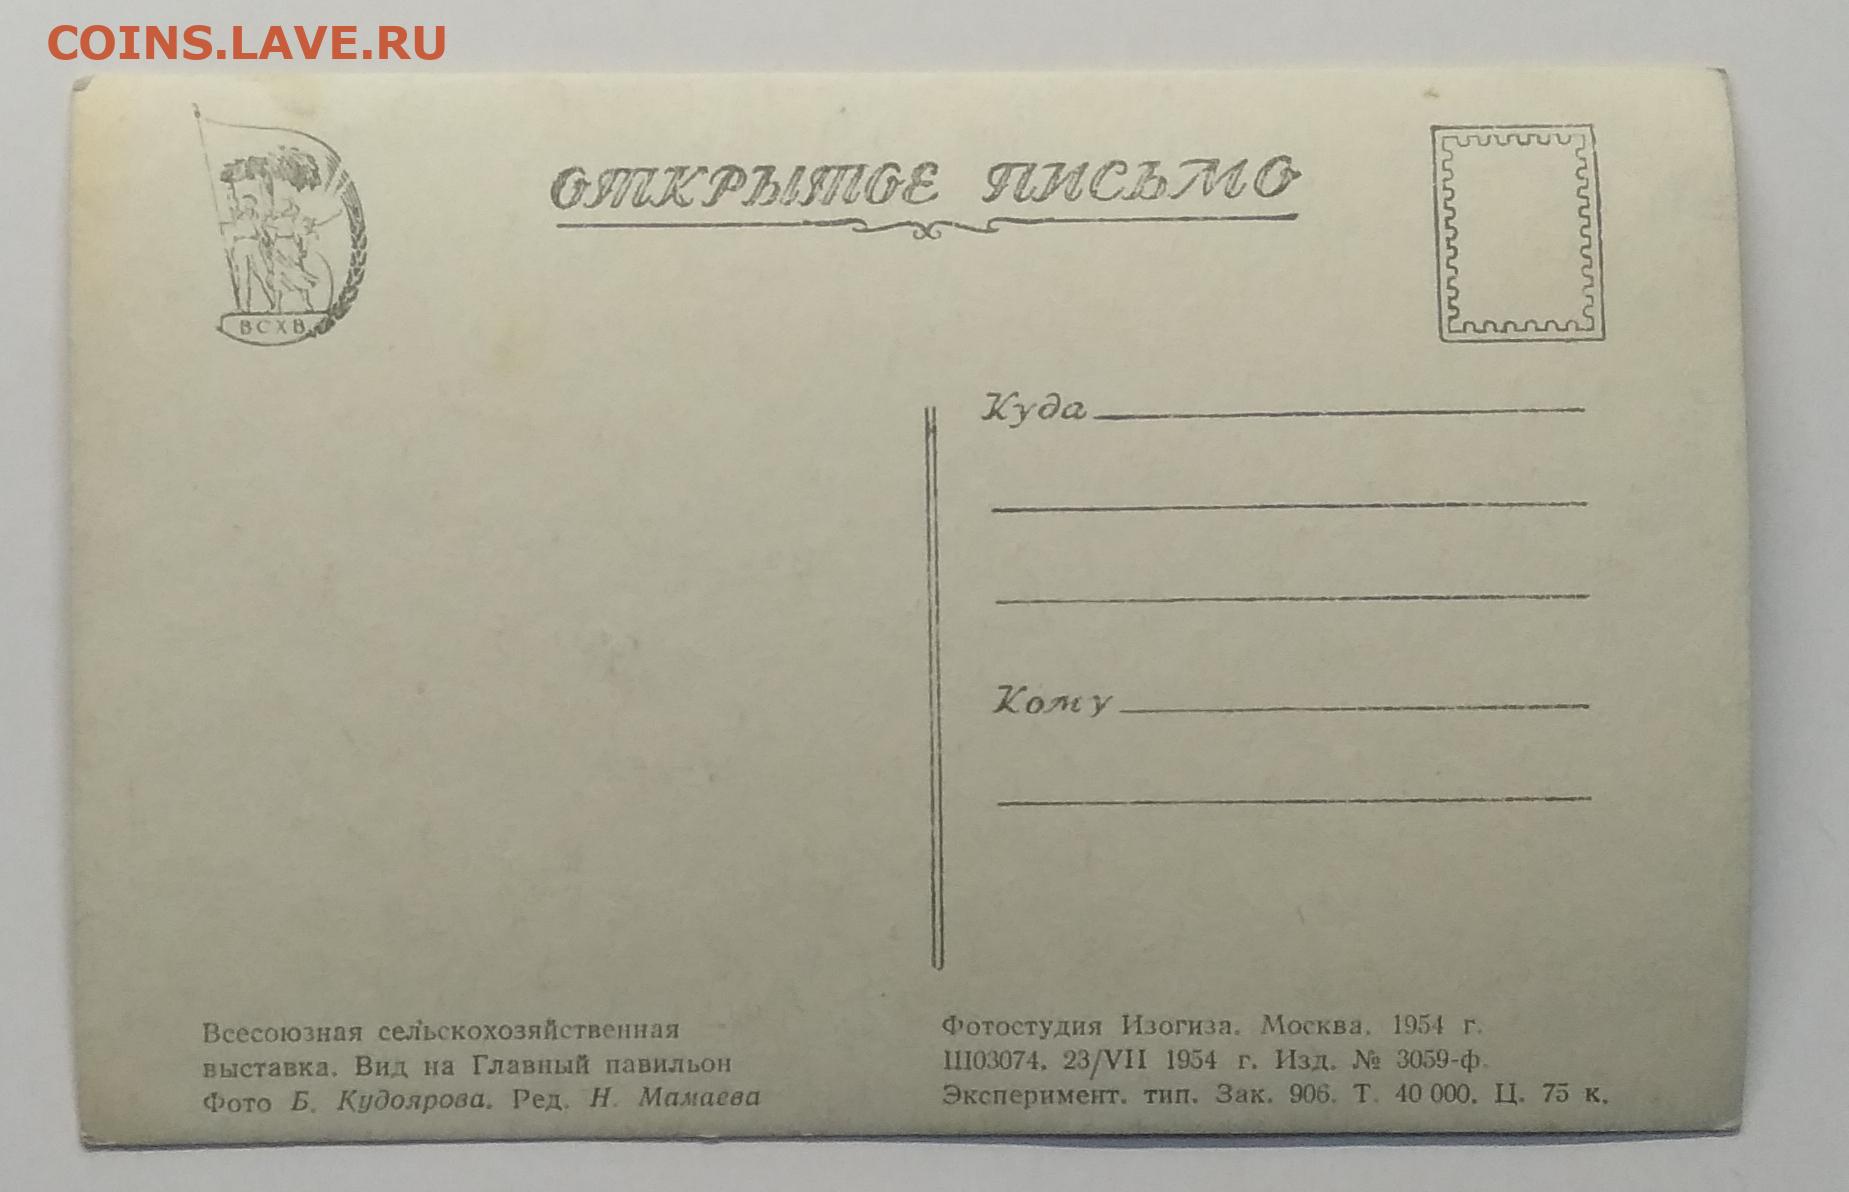 COINS.LAVE.RU
ОТКРЫТОЕ ПИСЬМО
ВСХВ
Куда
Кому
Всесоюзная сельскохозяйственная
выставка. Вид на Главный павильон
Фото Б. Кудоярова. Ред. Н. Мамаева
Фотостудия Изогиза. Москва. 1954 г.
Ш03074. 23/VII 1954 г. Изд. № 3059-ф.
Эксперимент. тип. Зак. 906. Т. 40 000. Ц. 75 к.